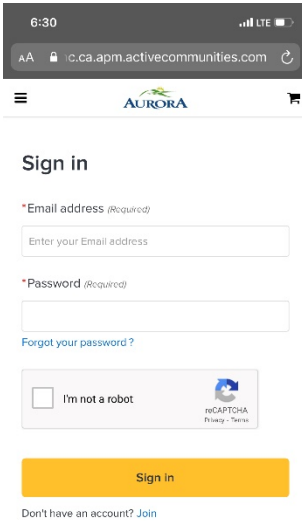 6:30
LTE
AA
c.ca.apm.activecommunities.com
AURORA
Sign in
*Email address (Required)
Enter your Email address
*Password (Required)
Forgot your password?
I'm not a robot
reCAPTCHA
Privacy - Terms
Sign in
Don't have an account? Join